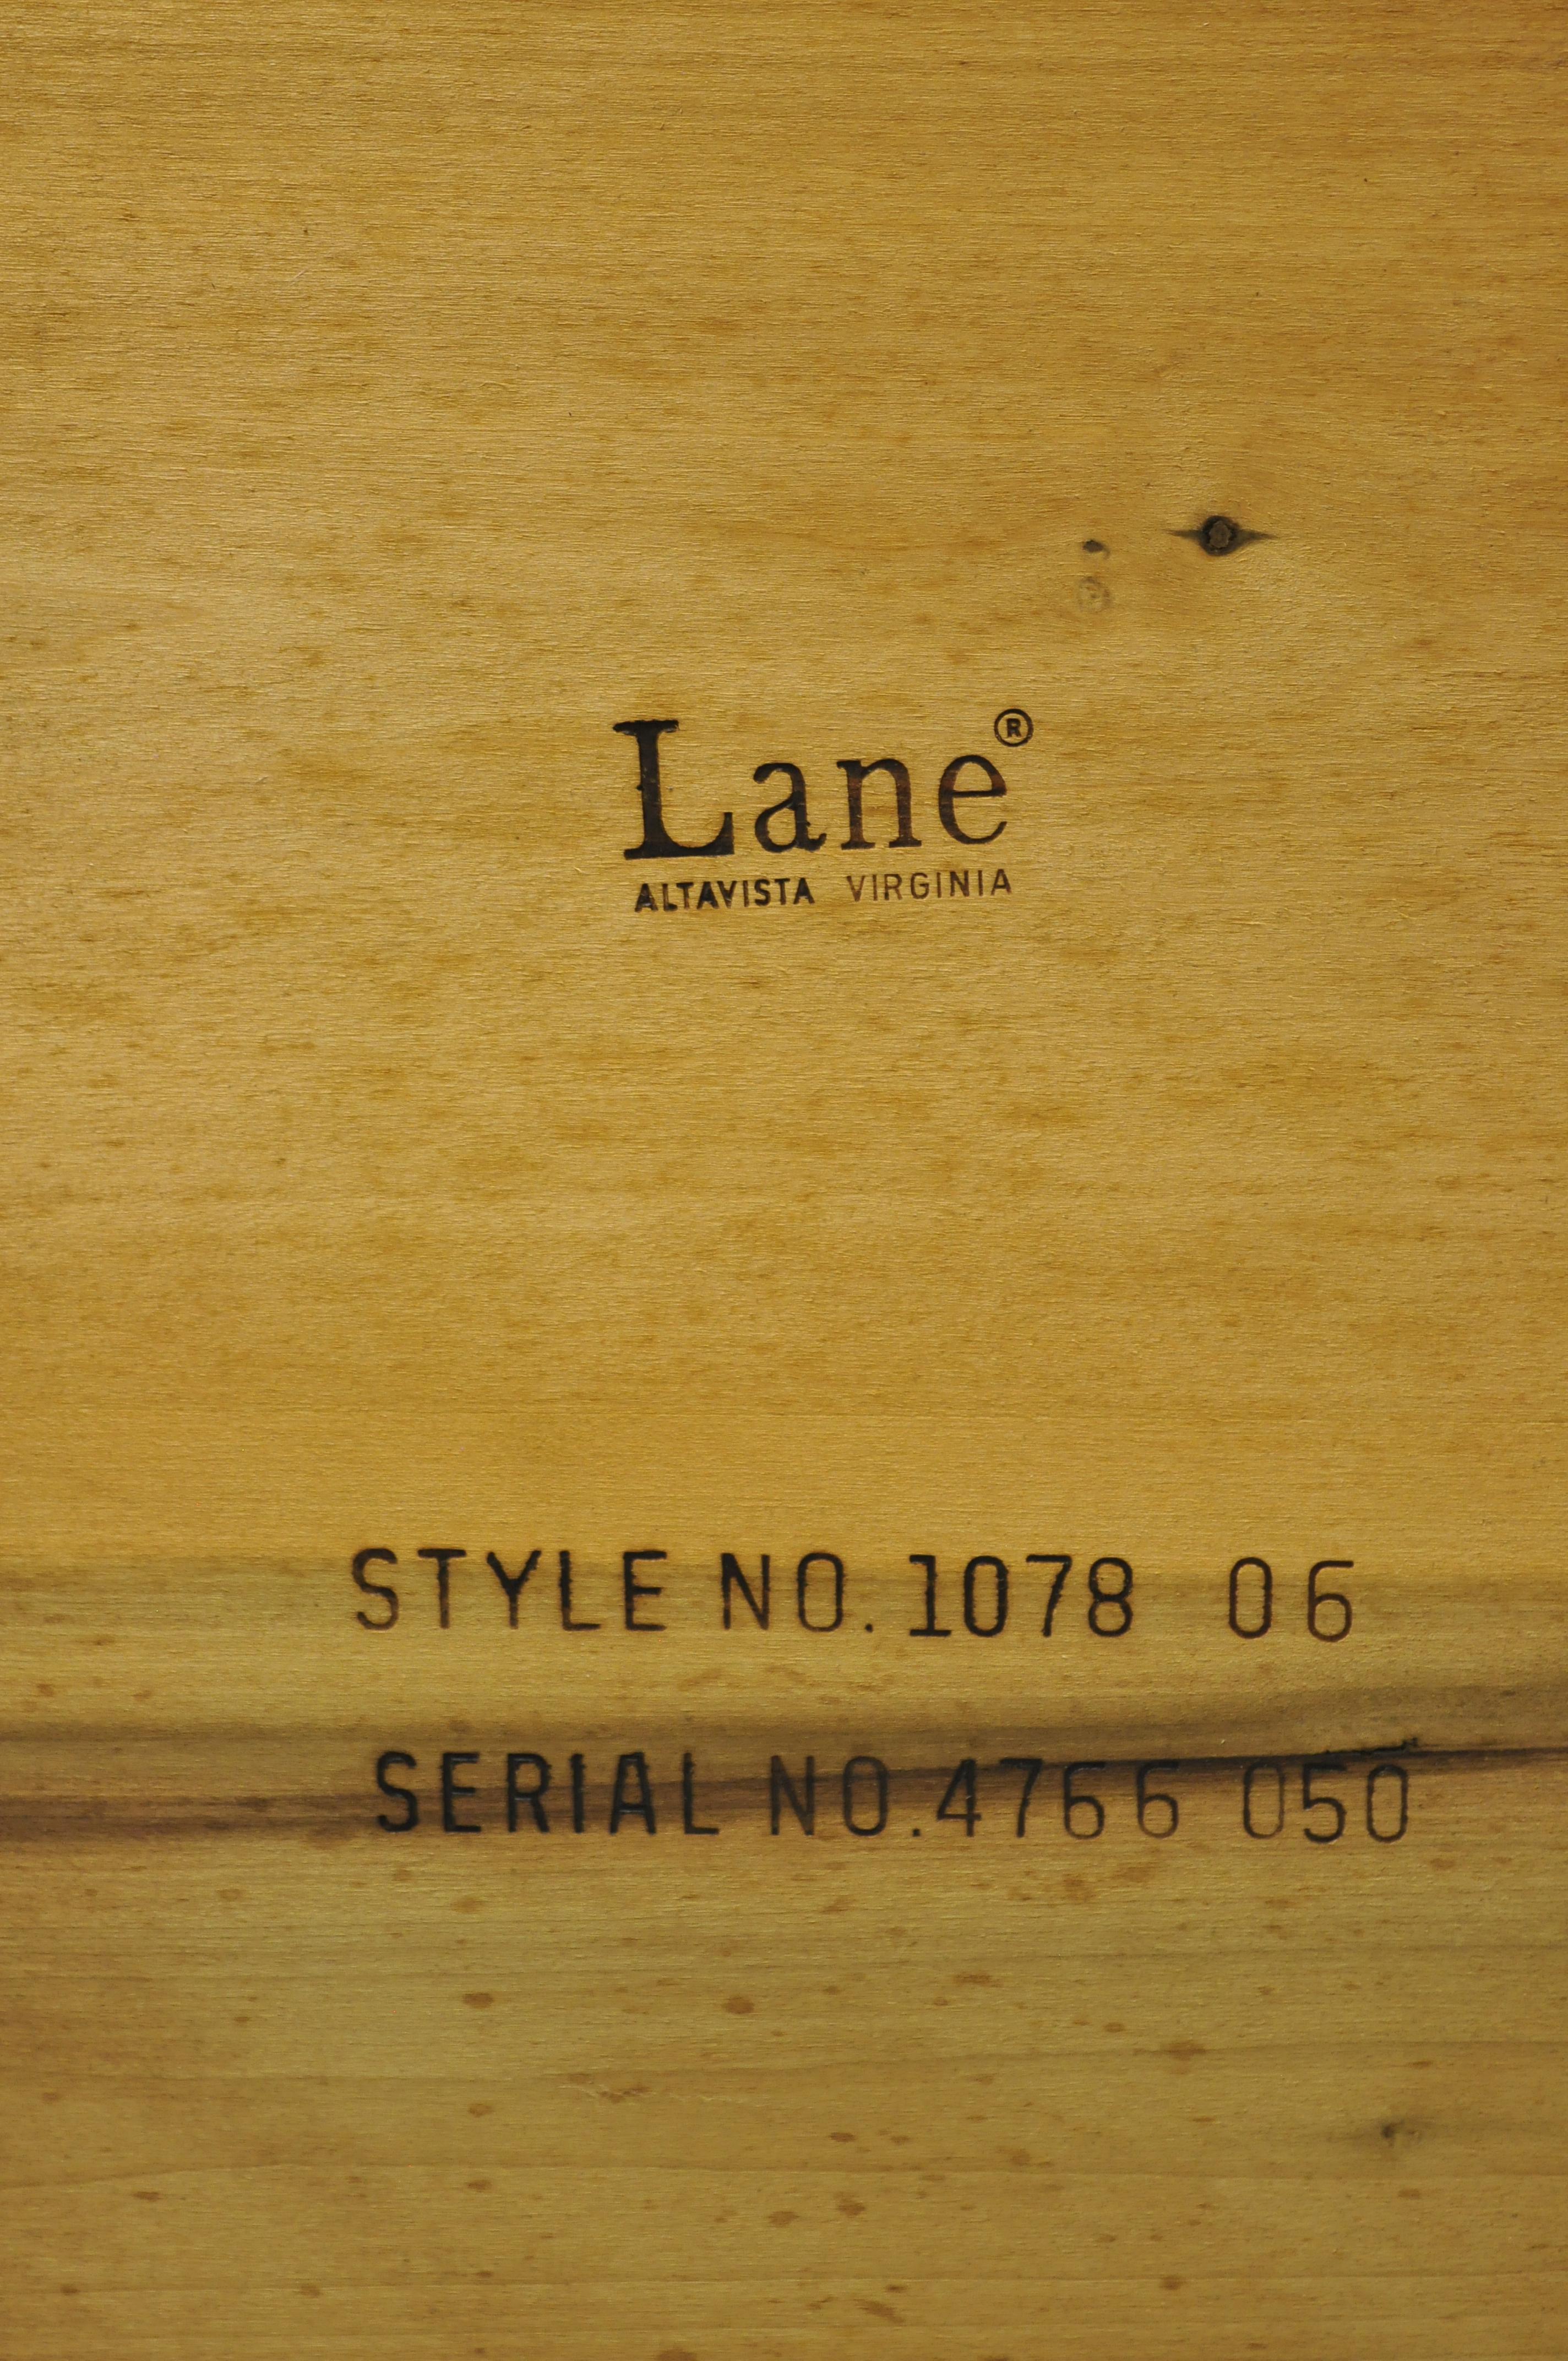 Lane®
ALTAVISTA VIRGINIA
STYLE NO. 1078 06
SERIAL NO. 4766 050